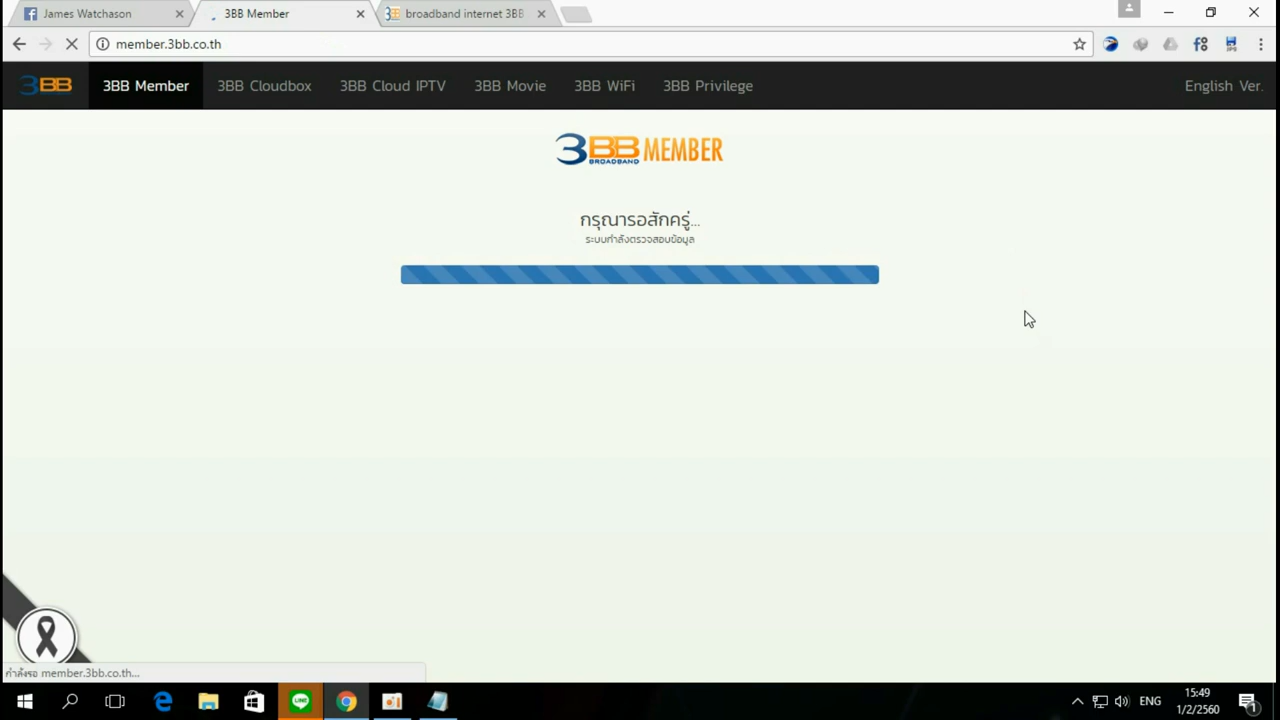 James Watchason
3BB Member
broadband internet 3BB
member.3bb.co.th
3BB
3BB Member
3BB Cloudbox
3BB Cloud IPTV
3BB Movie
3BB WiFi
3BB Privilege
English Ver.
3BB BROADBAND MEMBER
กรุณารอสักครู่...
ระบบกำลังตรวจสอบข้อมูล
กำลังรอ member.3bb.co.th...
LINE
ENG
15:49
1/2/2560
1